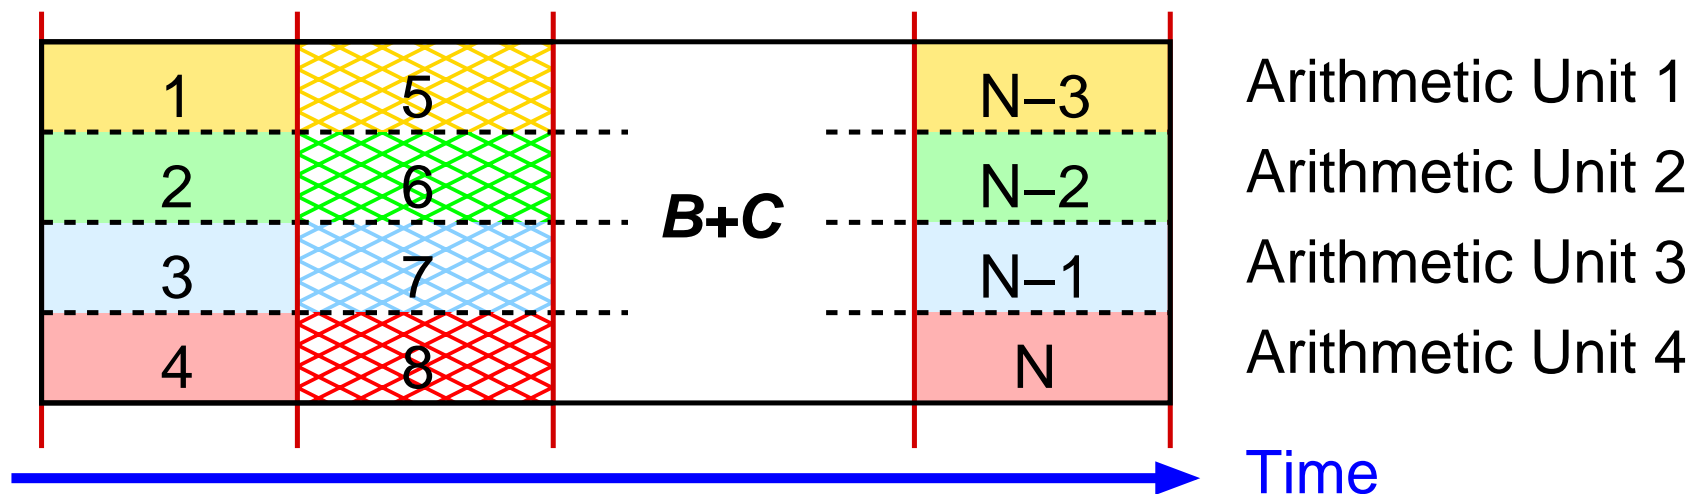 1 5 N–3 Arithmetic Unit 1
2 6 N–2 Arithmetic Unit 2
B+C
3 7 N–1 Arithmetic Unit 3
4 8 N Arithmetic Unit 4
Time